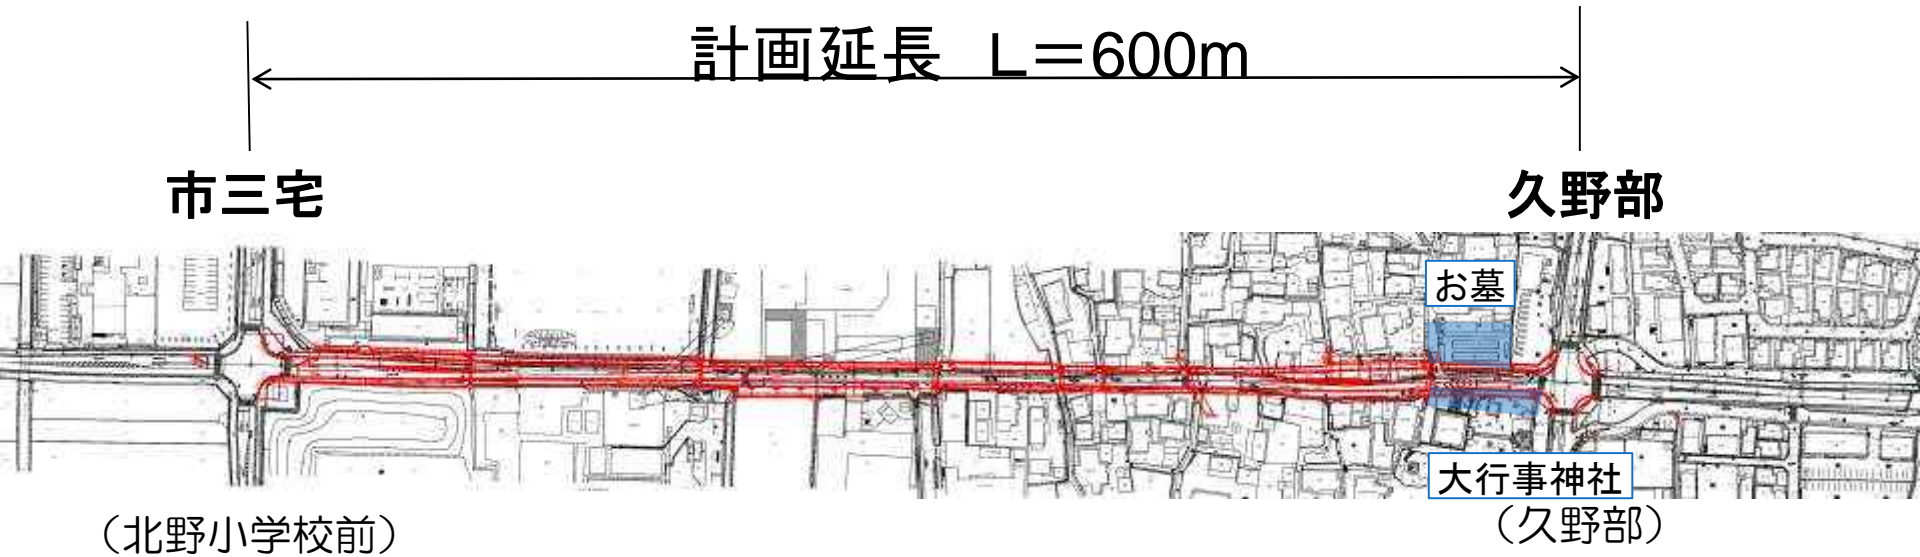 計画延長　L＝600m
市三宅
久野部
お墓
大行事神社
（北野小学校前）
（久野部）